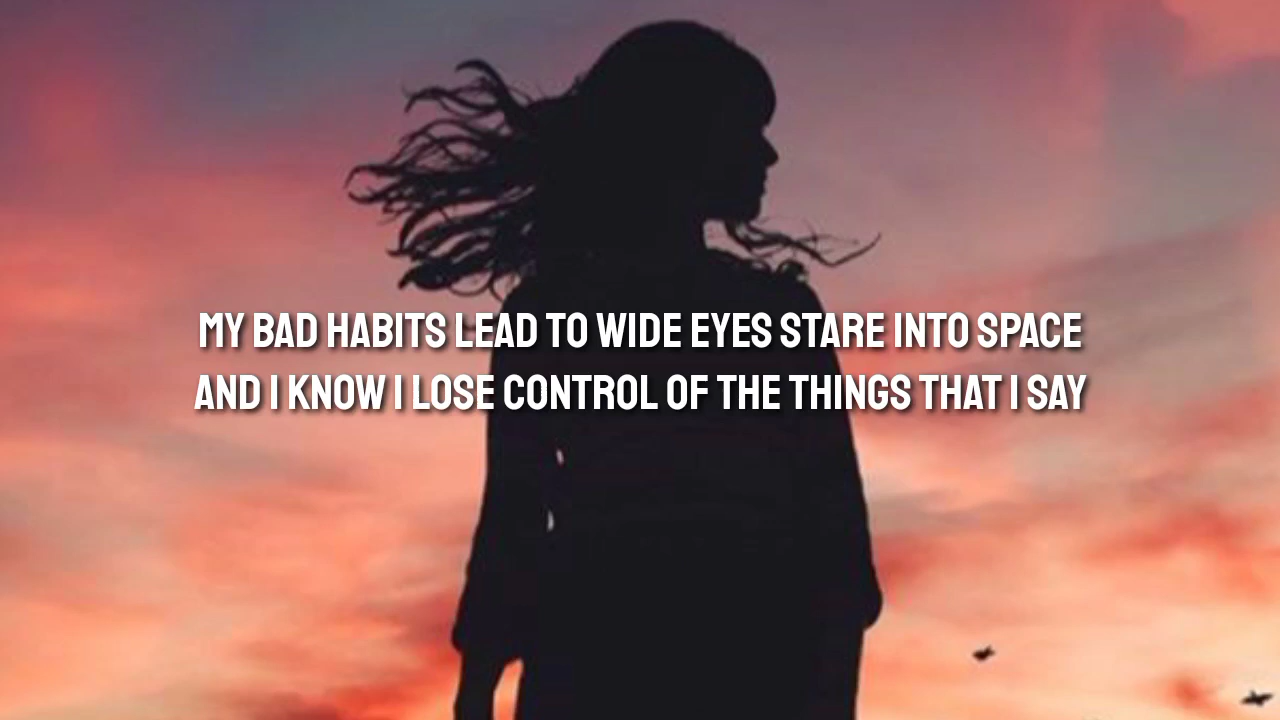 MY BAD HABITS LEAD TO WIDE EYES STARE INTO SPACE
AND I KNOW I LOSE CONTROL OF THE THINGS THAT I SAY